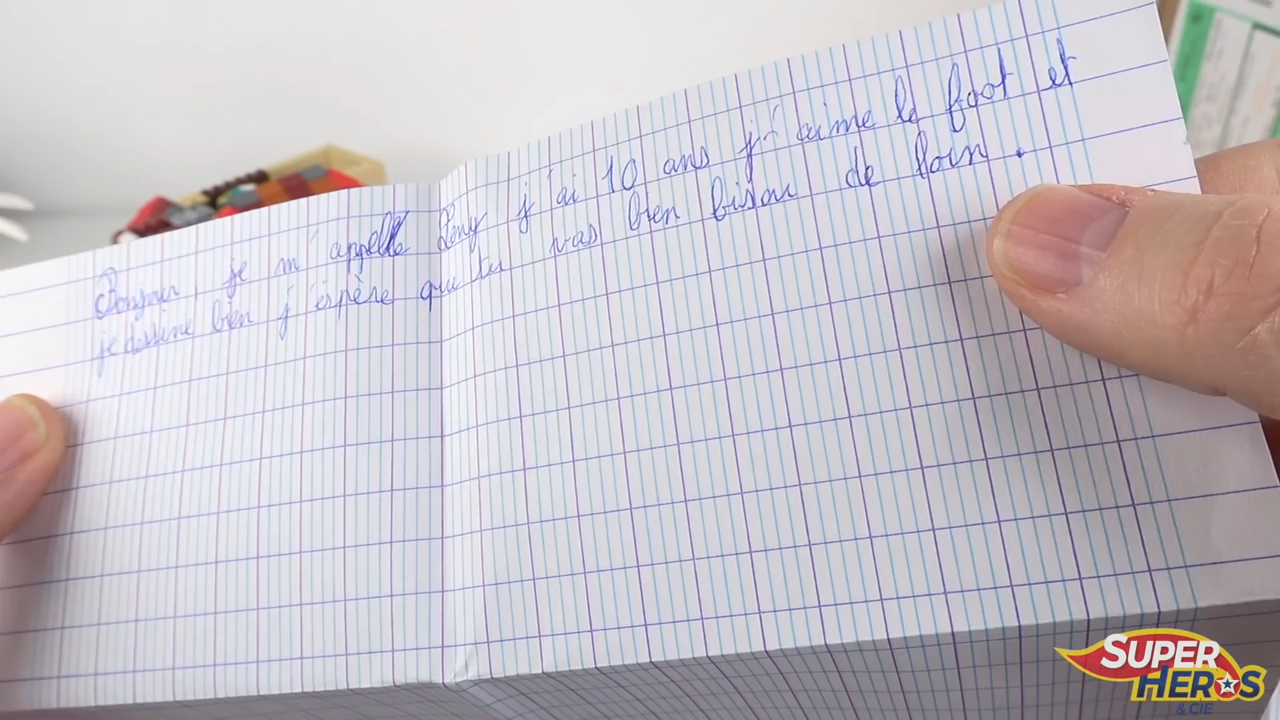 Bonjour, je m'appelle Leny j'ai 10 ans j'aime le foot et
je dessine bien j'espère que tu vas bien bisou de loin.
SUPER
HEROS
& CIE